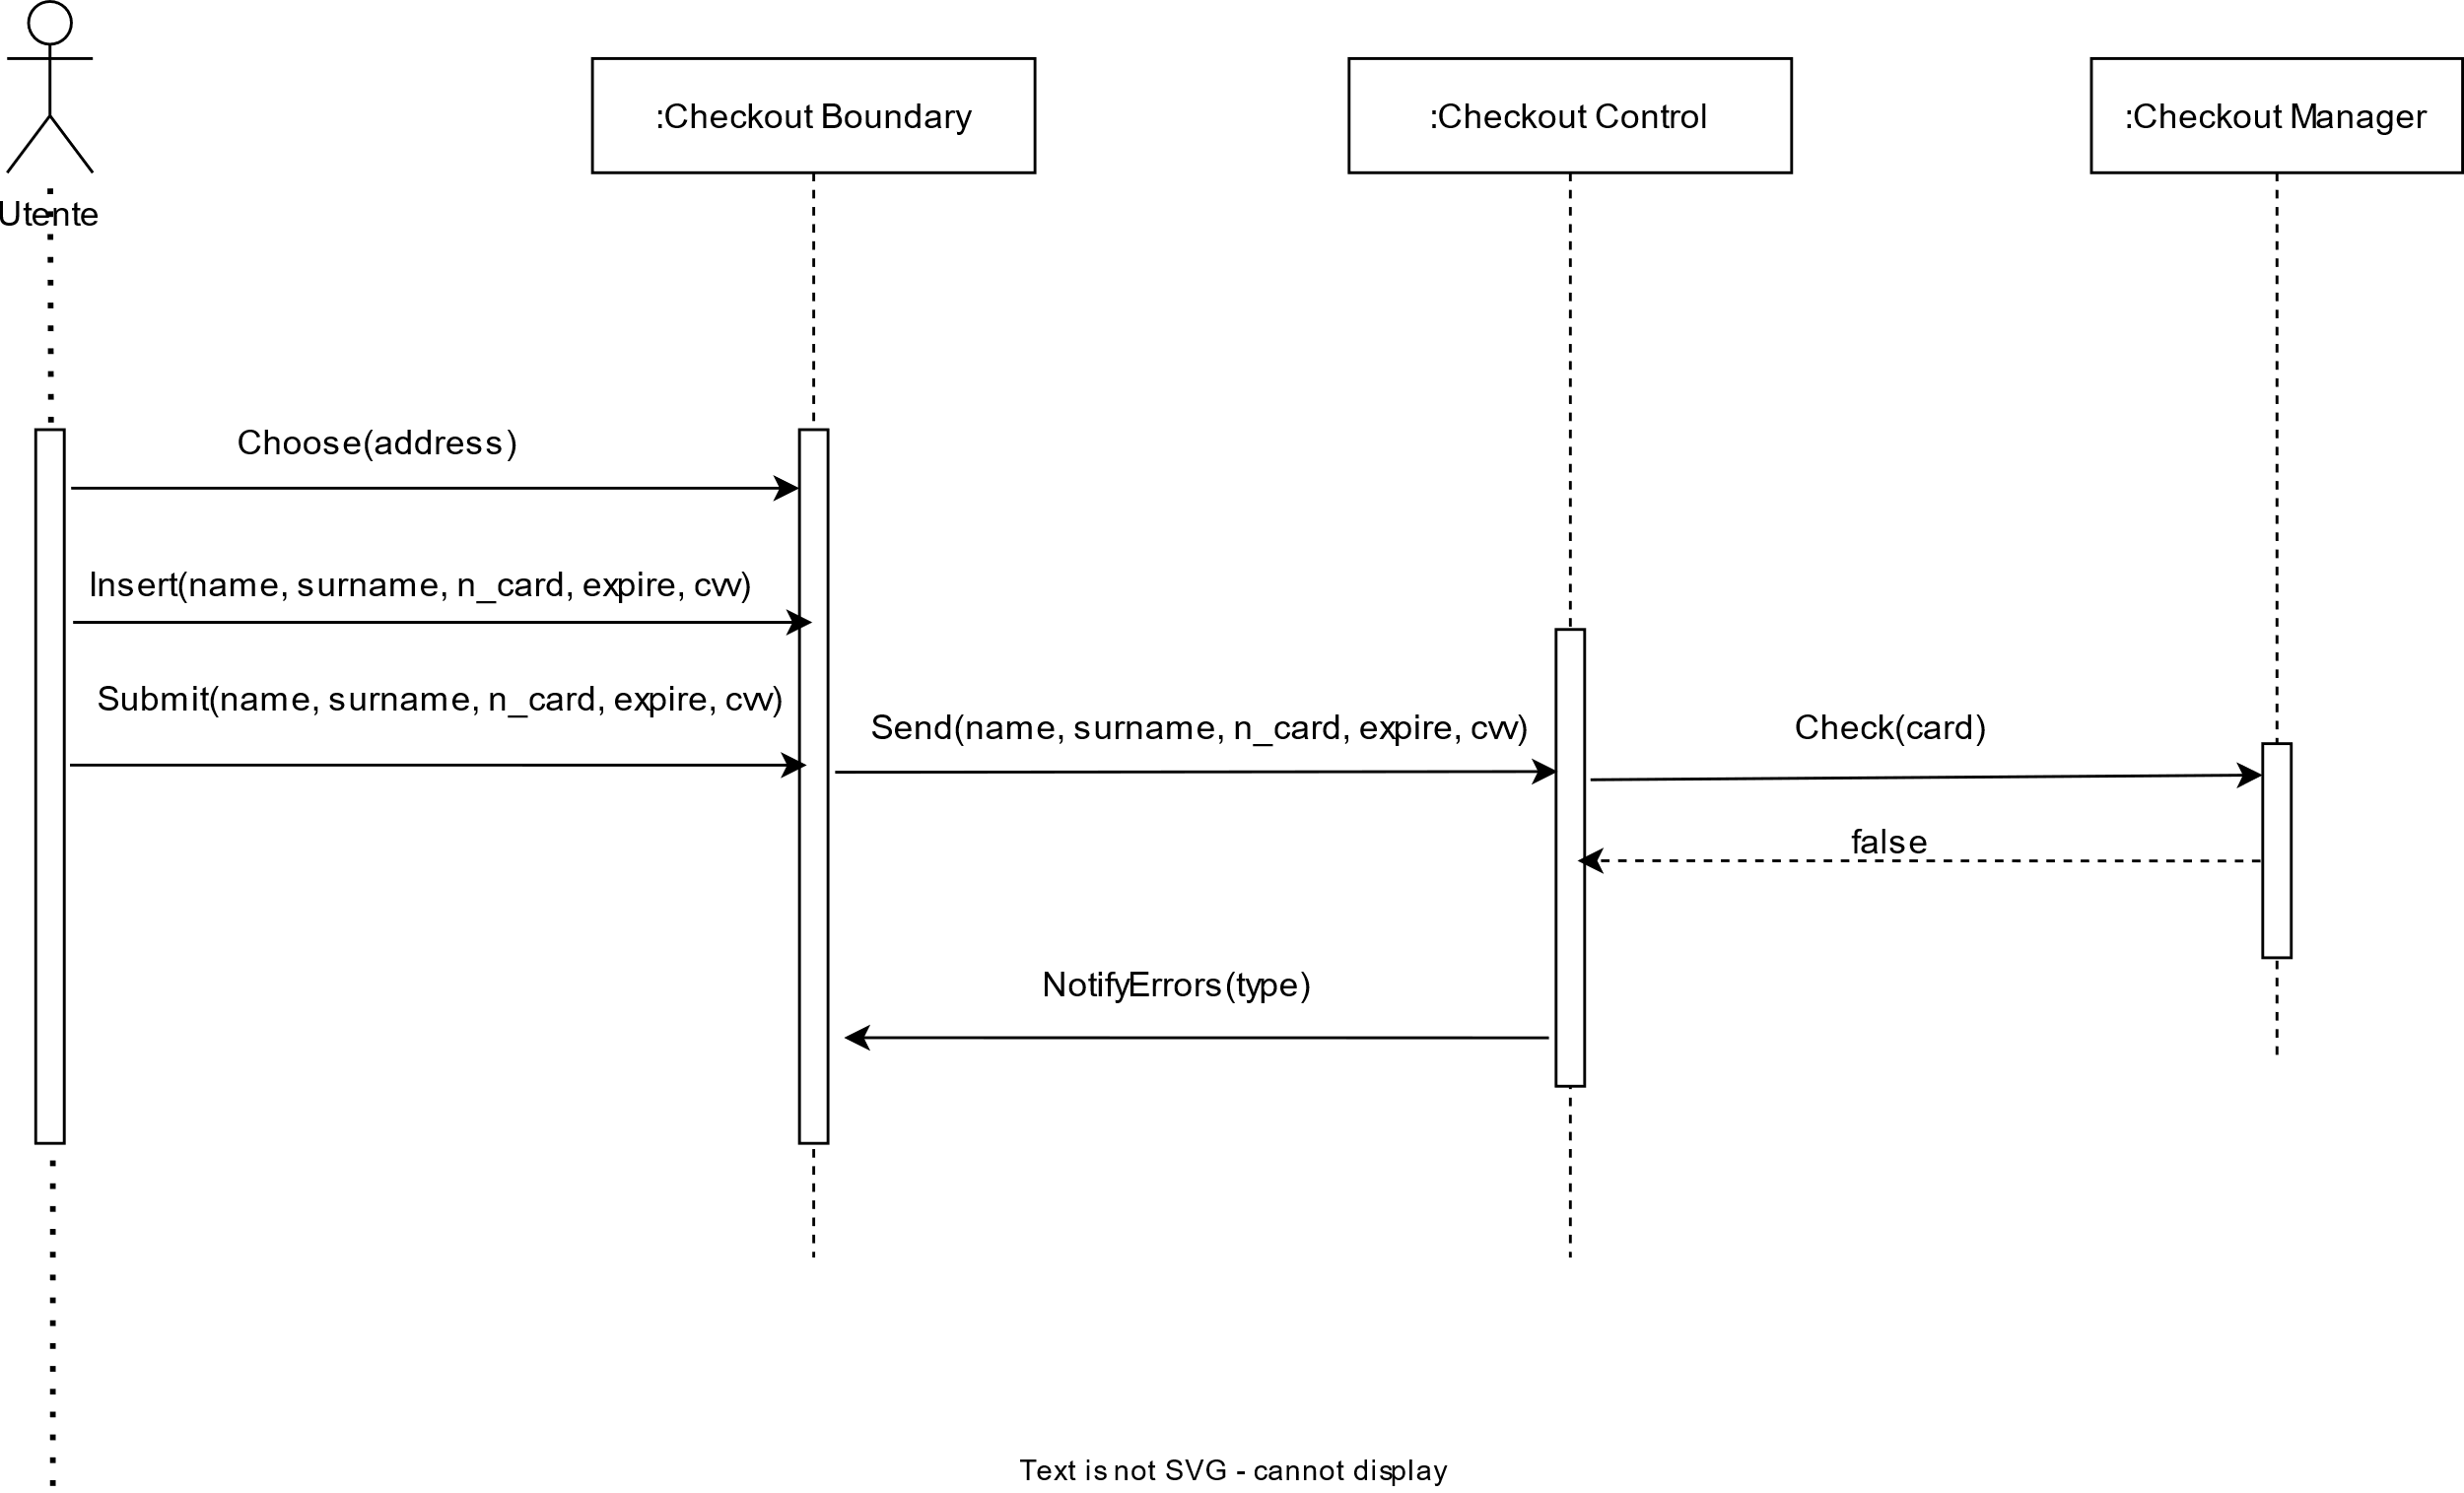 :Checkout Boundary
:Checkout Control
:Checkout Manager
Utente
Choose(address)
Insert(name, surname, n_card, expire, cvv)
Submit(name, surname, n_card, expire, cvv)
Send(name, surname, n_card, expire, cvv)
Check(card)
false
NotifyErrors(type)
Text is not SVG - cannot display